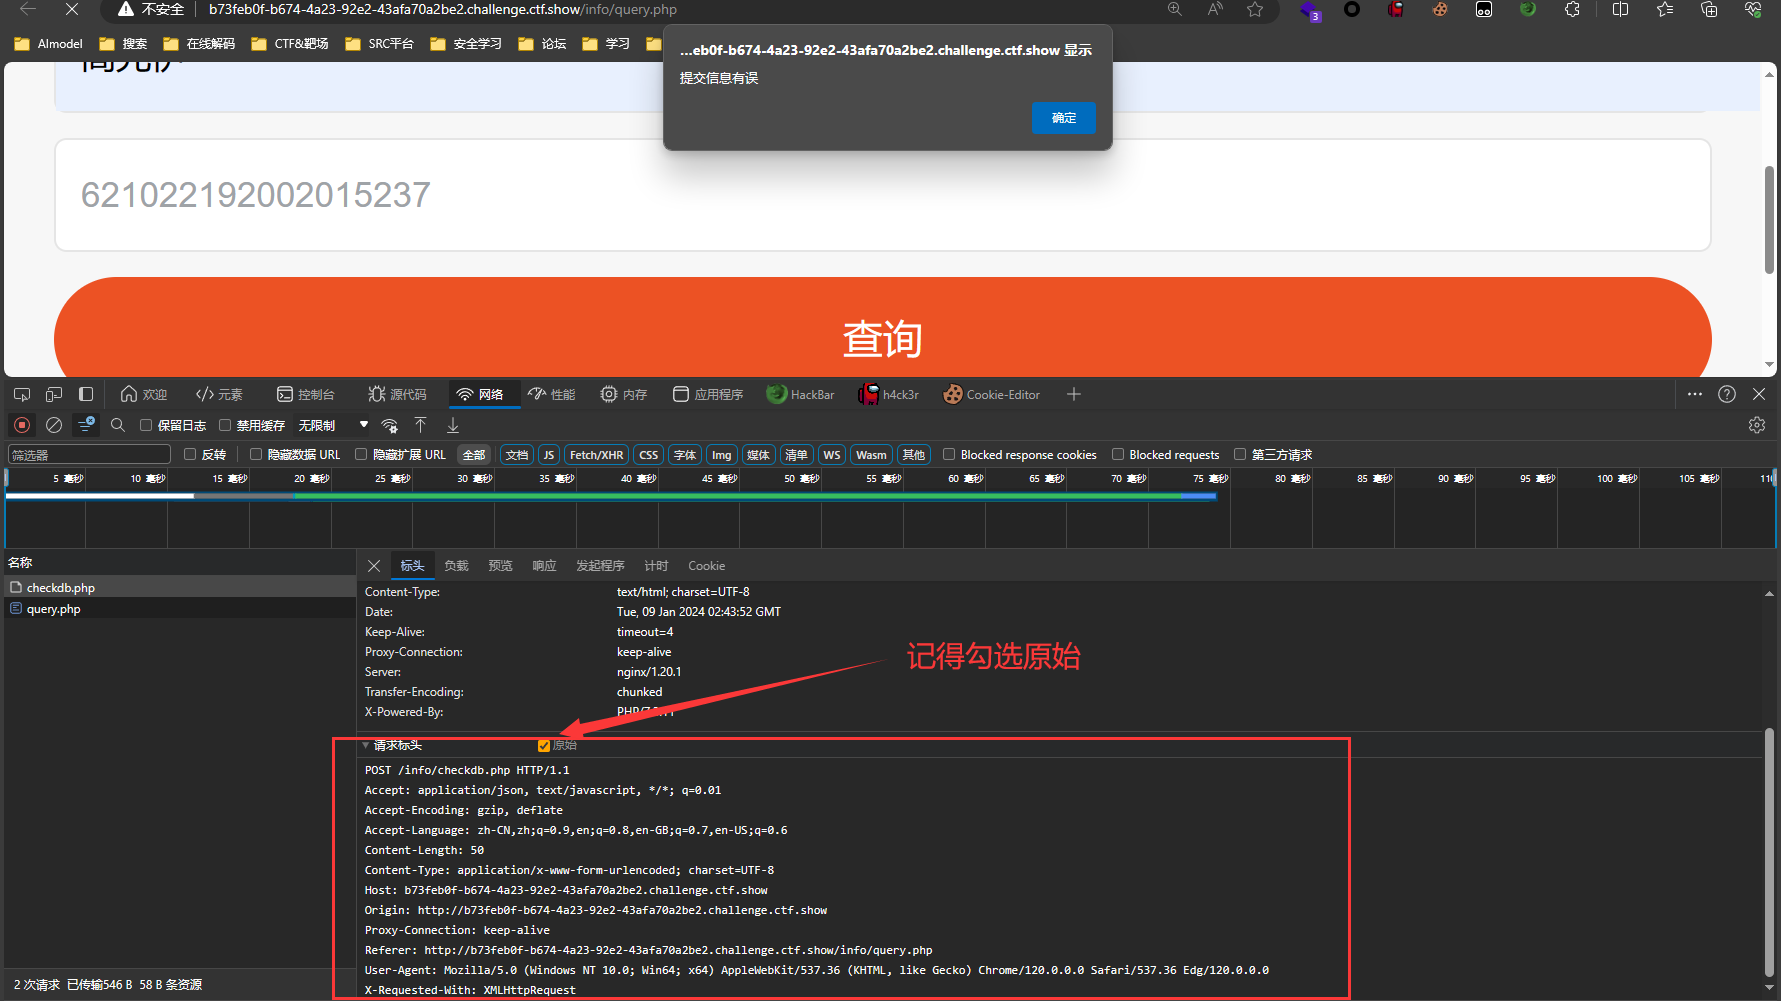 不安全 b73feb0f-b674-4a23-92e2-43afa70a2be2.challenge.ctf.show/info/query.php
3
AImodel 搜索 在线解码 CTF&靶场 SRC平台 安全学习 论坛 学习
...eb0f-b674-4a23-92e2-43afa70a2be2.challenge.ctf.show 显示
提交信息有误
确定
621022192002015237
查询
欢迎 元素 控制台 源代码 网络 性能 内存 应用程序 HackBar h4ck3r Cookie-Editor
保留日志 禁用缓存 无限制
筛选器 反转 隐藏数据 URL 隐藏扩展 URL 全部 文档 JS Fetch/XHR CSS 字体 Img 媒体 清单 WS Wasm 其他 Blocked response cookies Blocked requests 第三方请求
5 毫秒 10 毫秒 15 毫秒 20 毫秒 25 毫秒 30 毫秒 35 毫秒 40 毫秒 45 毫秒 50 毫秒 55 毫秒 60 毫秒 65 毫秒 70 毫秒 75 毫秒 80 毫秒 85 毫秒 90 毫秒 95 毫秒 100 毫秒 105 毫秒
名称
checkdb.php
query.php
2 次请求 已传输546 B 58 B 条资源
标头 负载 预览 响应 发起程序 计时 Cookie
Content-Type: text/html; charset=UTF-8
Date: Tue, 09 Jan 2024 02:43:52 GMT
Keep-Alive: timeout=4
Proxy-Connection: keep-alive
Server: nginx/1.20.1
Transfer-Encoding: chunked
X-Powered-By:
记得勾选原始
请求标头 原始
POST /info/checkdb.php HTTP/1.1
Accept: application/json, text/javascript, */*; q=0.01
Accept-Encoding: gzip, deflate
Accept-Language: zh-CN,zh;q=0.9,en;q=0.8,en-GB;q=0.7,en-US;q=0.6
Content-Length: 50
Content-Type: application/x-www-form-urlencoded; charset=UTF-8
Host: b73feb0f-b674-4a23-92e2-43afa70a2be2.challenge.ctf.show
Origin: http://b73feb0f-b674-4a23-92e2-43afa70a2be2.challenge.ctf.show
Proxy-Connection: keep-alive
Referer: http://b73feb0f-b674-4a23-92e2-43afa70a2be2.challenge.ctf.show/info/query.php
User-Agent: Mozilla/5.0 (Windows NT 10.0; Win64; x64) AppleWebKit/537.36 (KHTML, like Gecko) Chrome/120.0.0.0 Safari/537.36 Edg/120.0.0.0
X-Requested-With: XMLHttpRequest